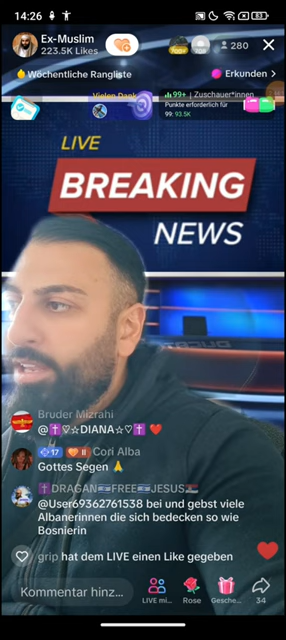 14:26
83
Ex-Muslim
223.5K Likes
280
Wöchentliche Rangliste
Erkunden >
Vielen Dank
99+ | Zuschauer*innen
Punkte erforderlich für
99: 93.5K
LIVE
BREAKING
NEWS
Bruder Mizrahi
@✝️♡☆DIANA☆♡✝️ ❤️
17 II Cori Alba
Gottes Segen 🙏
✝️DRAGAN🇮🇱FREE🇮🇱JESUS🇷🇸
@User69362761538 bei und gebst viele
Albanerinnen die sich bedecken so wie
Bosnierin
grip hat dem LIVE einen Like gegeben
Kommentar hinz...
LIVE mi...
Rose
Gesche...
34